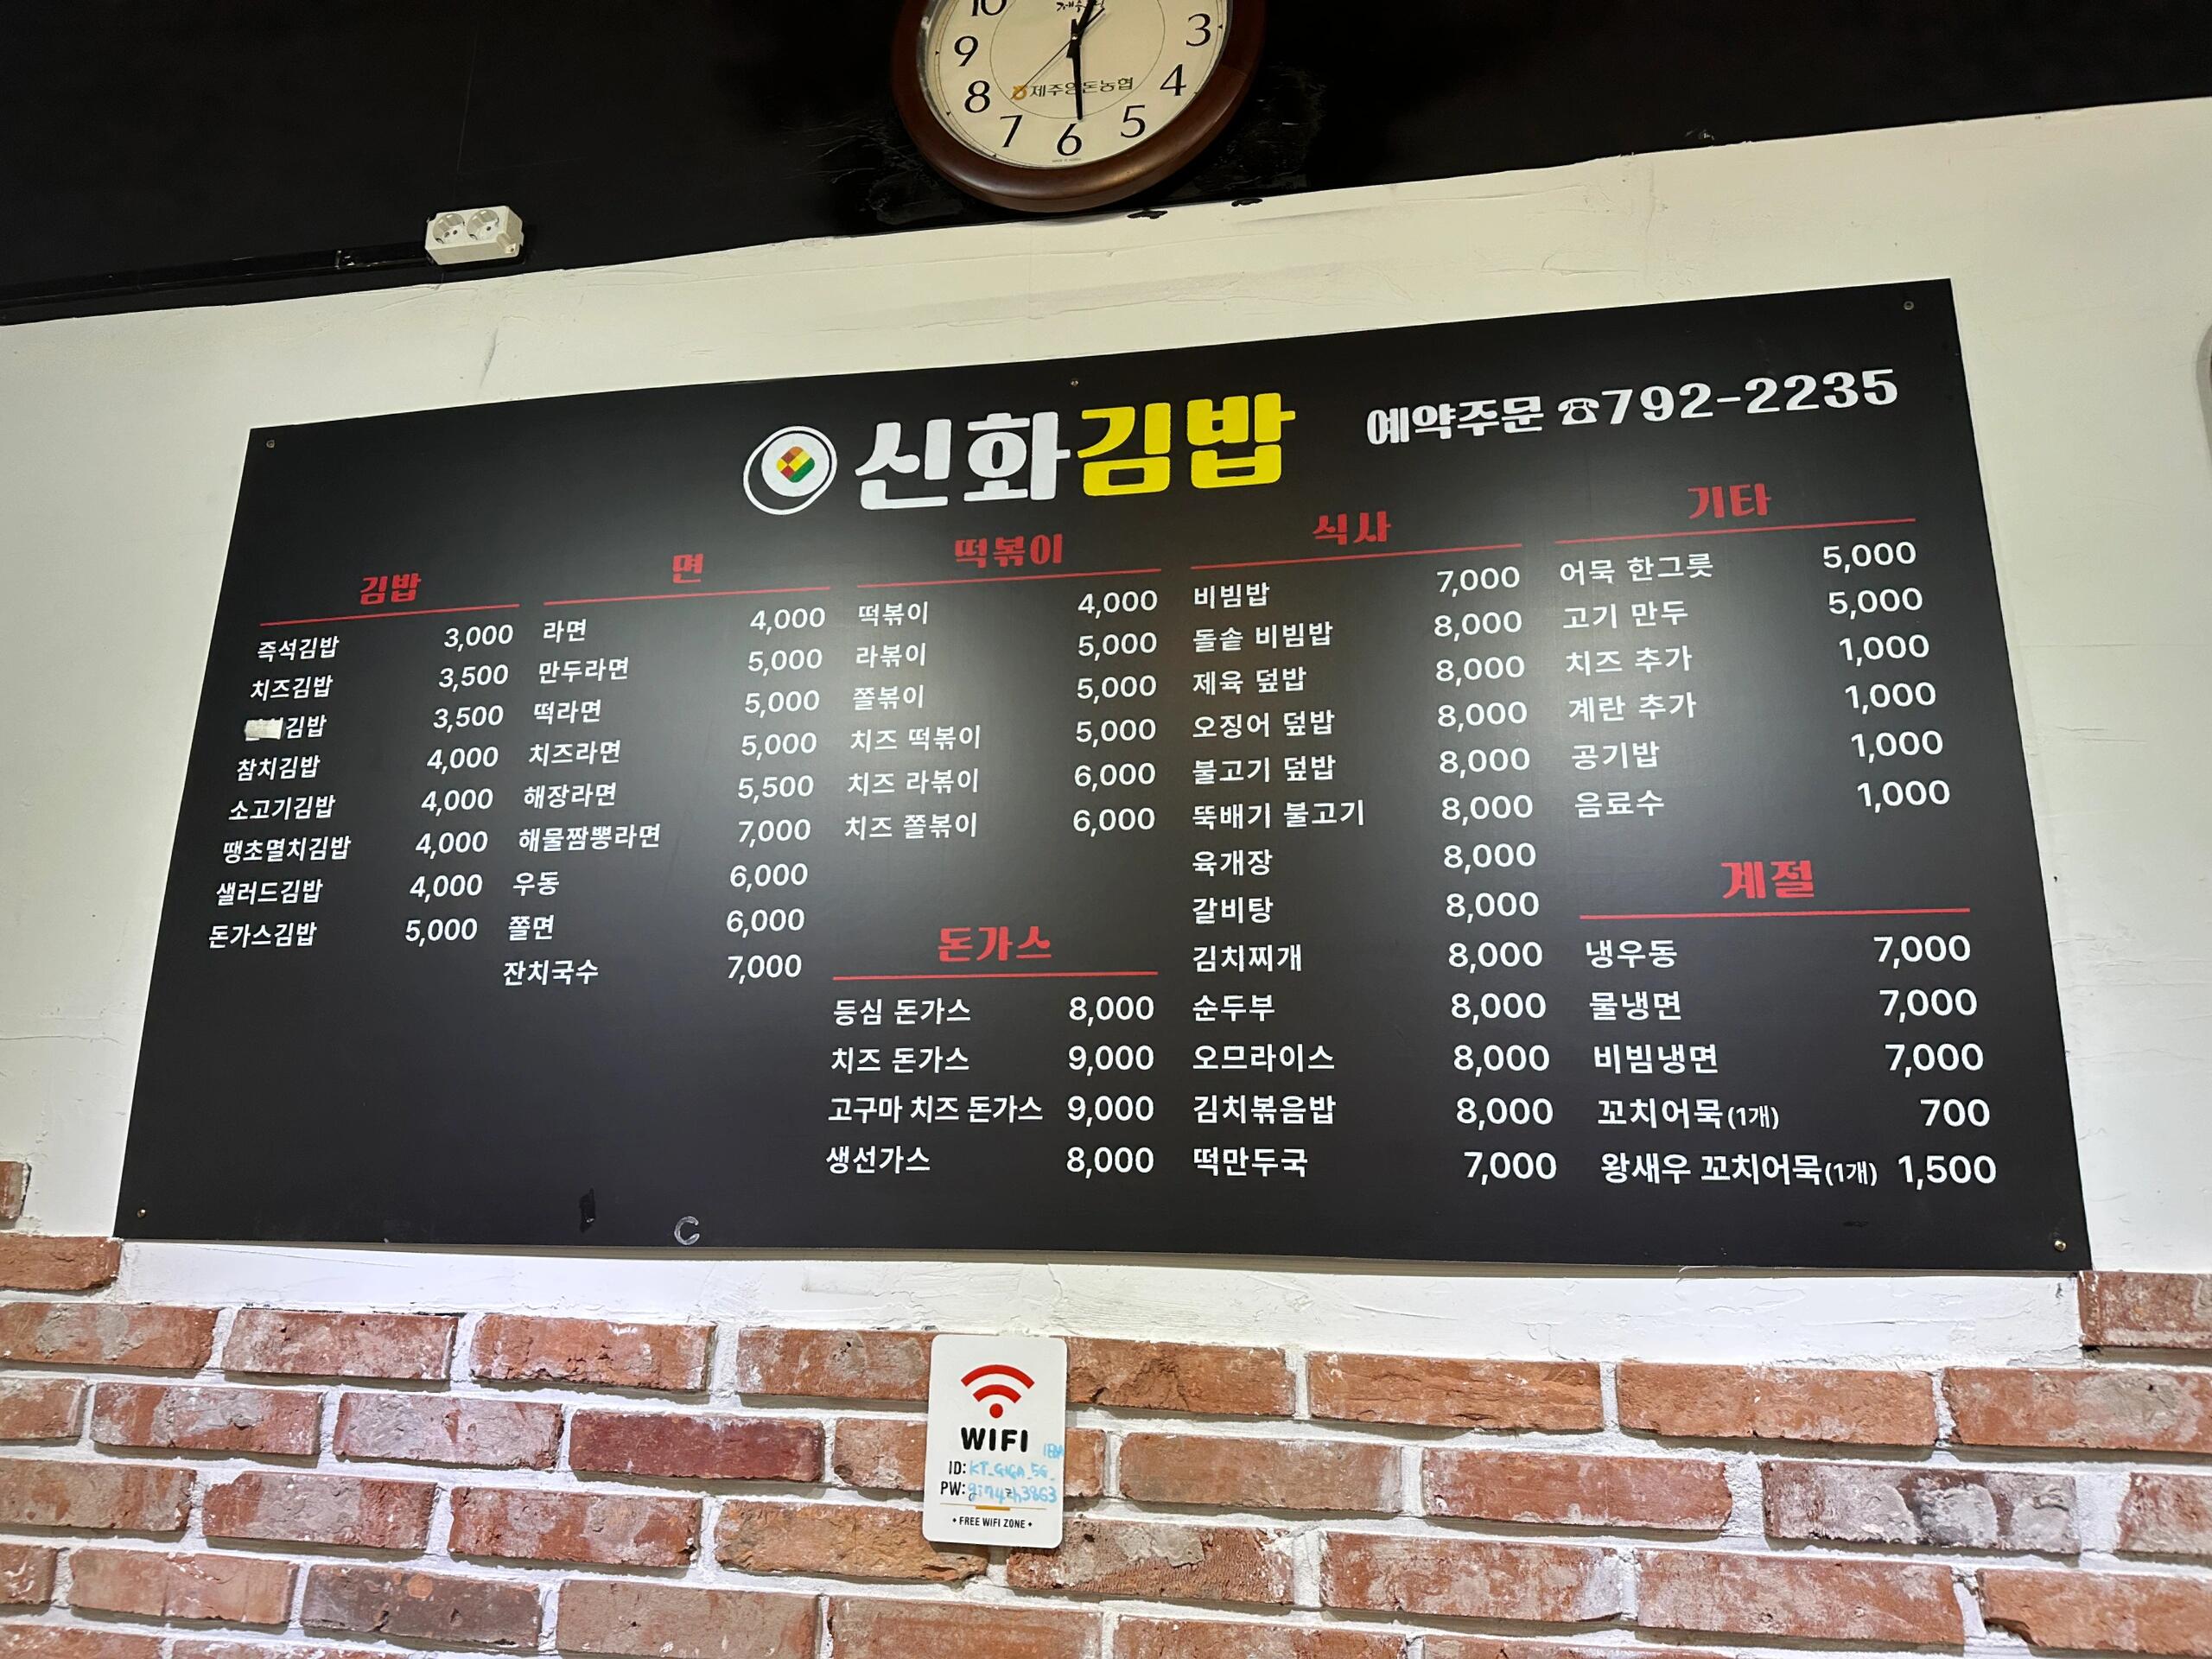 10
9
3
8
4
7
6
5
제주양돈농협
신화김밥
예약주문 ☎792-2235
김밥
즉석김밥 3,000
치즈김밥 3,500
김밥 3,500
참치김밥 4,000
소고기김밥 4,000
땡초멸치김밥 4,000
샐러드김밥 4,000
돈가스김밥 5,000
면
라면 4,000
만두라면 5,000
떡라면 5,000
치즈라면 5,000
해장라면 5,500
해물짬뽕라면 7,000
우동 6,000
쫄면 6,000
잔치국수 7,000
떡볶이
떡볶이 4,000
라볶이 5,000
쫄볶이 5,000
치즈 떡볶이 5,000
치즈 라볶이 6,000
치즈 쫄볶이 6,000
돈가스
등심 돈가스 8,000
치즈 돈가스 9,000
고구마 치즈 돈가스 9,000
생선가스 8,000
식사
비빔밥 7,000
돌솥 비빔밥 8,000
제육 덮밥 8,000
오징어 덮밥 8,000
불고기 덮밥 8,000
뚝배기 불고기 8,000
육개장 8,000
갈비탕 8,000
김치찌개 8,000
순두부 8,000
오므라이스 8,000
김치볶음밥 8,000
떡만두국 7,000
기타
어묵 한그릇 5,000
고기 만두 5,000
치즈 추가 1,000
계란 추가 1,000
공기밥 1,000
음료수 1,000
계절
냉우동 7,000
물냉면 7,000
비빔냉면 7,000
꼬치어묵(1개) 700
왕새우 꼬치어묵(1개) 1,500
WIFI
ID: KT_GIGA_5G_
PW:
• FREE WIFI ZONE •